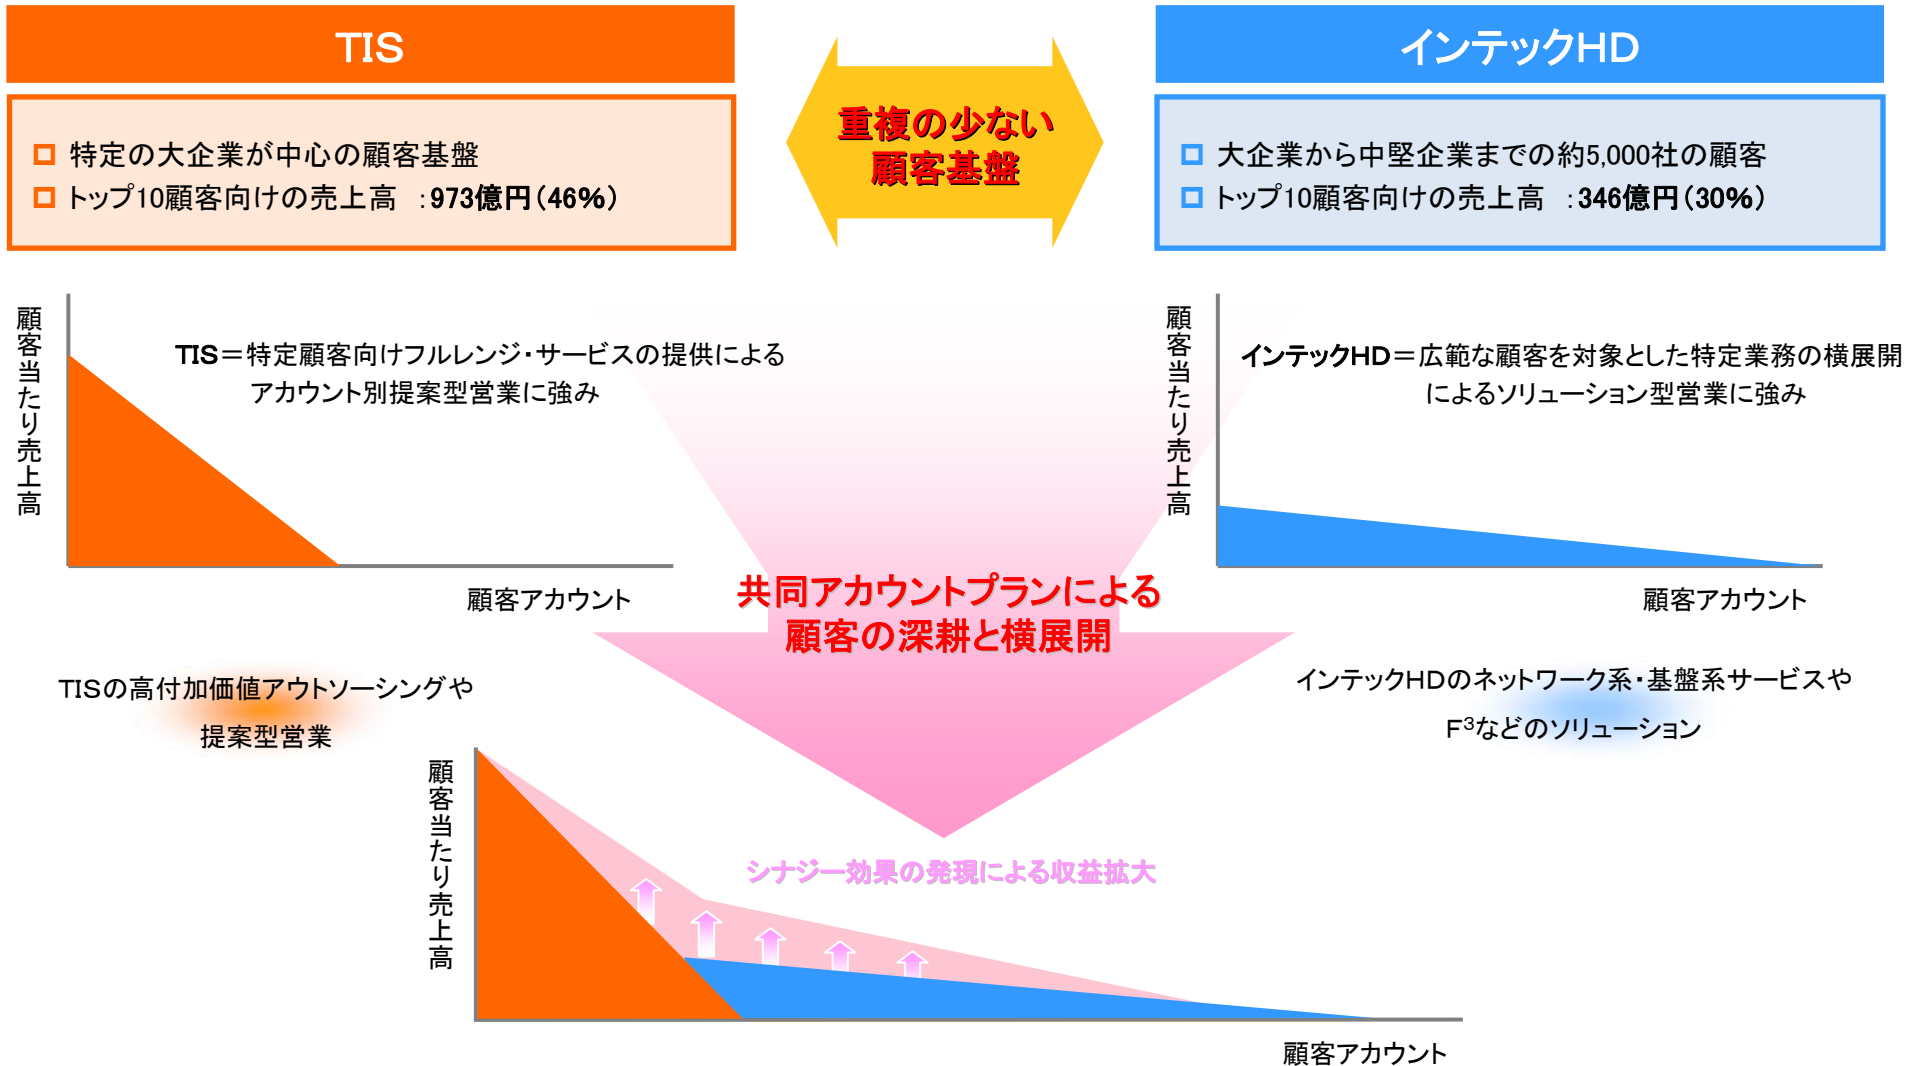 TIS
インテックHD
重複の少ない
顧客基盤
特定の大企業が中心の顧客基盤
トップ10顧客向けの売上高 :973億円(46%)
大企業から中堅企業までの約5,000社の顧客
トップ10顧客向けの売上高 :346億円(30%)
顧客当たり売上高
TIS=特定顧客向けフルレンジ・サービスの提供による
アカウント別提案型営業に強み
顧客アカウント
顧客当たり売上高
インテックHD=広範な顧客を対象とした特定業務の横展開
によるソリューション型営業に強み
顧客アカウント
共同アカウントプランによる
顧客の深耕と横展開
TISの高付加価値アウトソーシングや
提案型営業
インテックHDのネットワーク系・基盤系サービスや
F³などのソリューション
顧客当たり売上高
シナジー効果の発現による収益拡大
顧客アカウント